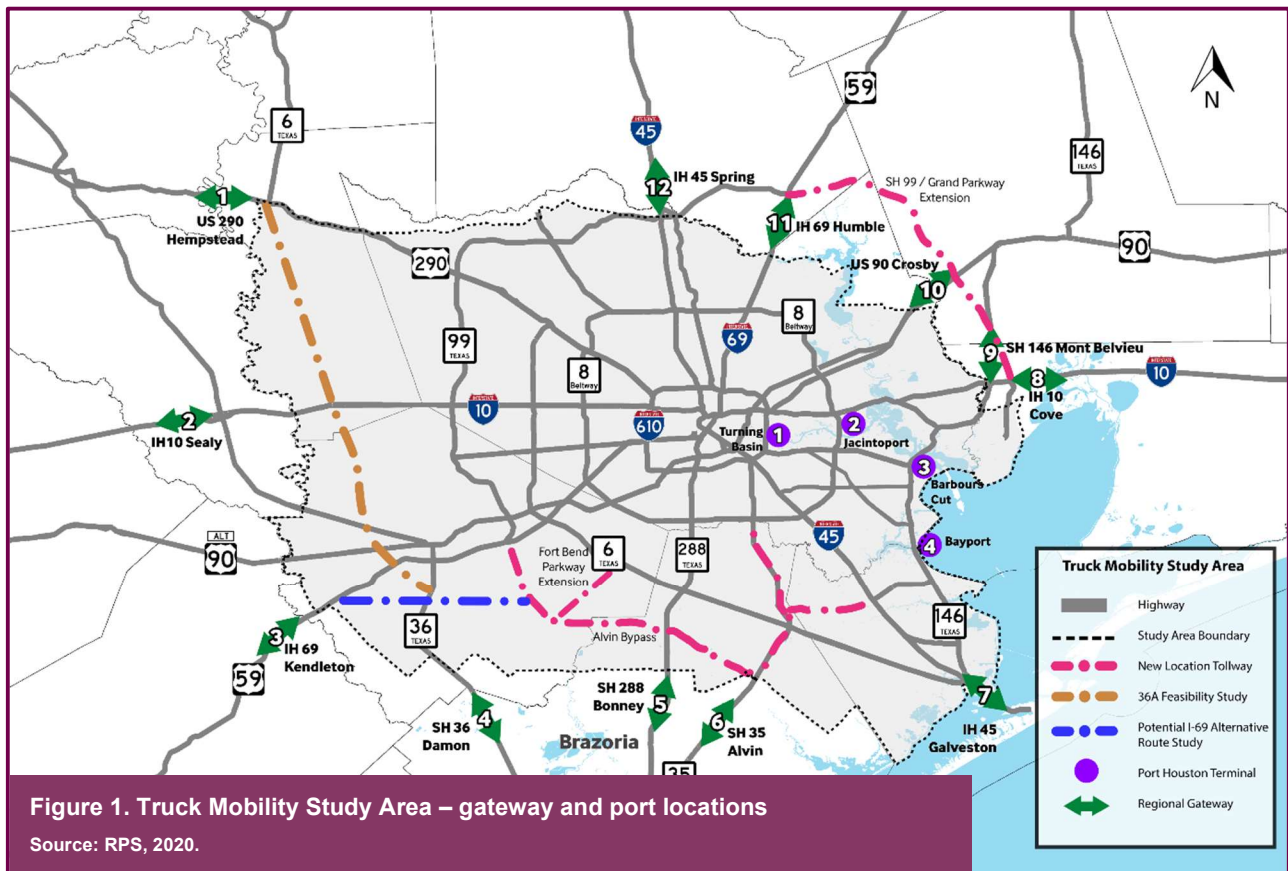 59
N
6
TEXAS
INTERSTATE
45
146
TEXAS
1
US 290
Hempstead
12
IH 45 Spring
SH 99 / Grand Parkway
Extension
11
IH 69 Humble
290
US 90 Crosby
10
90
8
Beltway
99
TEXAS
69
8
Beltway
9
SH 146 Mont Belvieu
8
IH 10
Cove
INTERSTATE
10
2
IH10 Sealy
10
610
Turning
Basin
1
2
Jacintoport
3
Barbours
Cut
ALT
90
45
4
Bayport
Fort Bend
Parkway
Extension
6
TEXAS
288
TEXAS
3
IH 69
Kendleton
59
36
TEXAS
Alvin Bypass
146
TEXAS
4
SH 36
Damon
SH 288
Bonney
5
6
SH 35
Alvin
7
IH 45
Galveston
Brazoria
35
Truck Mobility Study Area
Highway
Study Area Boundary
New Location Tollway
36A Feasibility Study
Potential I-69 Alternative
Route Study
Port Houston Terminal
Regional Gateway
Figure 1. Truck Mobility Study Area – gateway and port locations
Source: RPS, 2020.